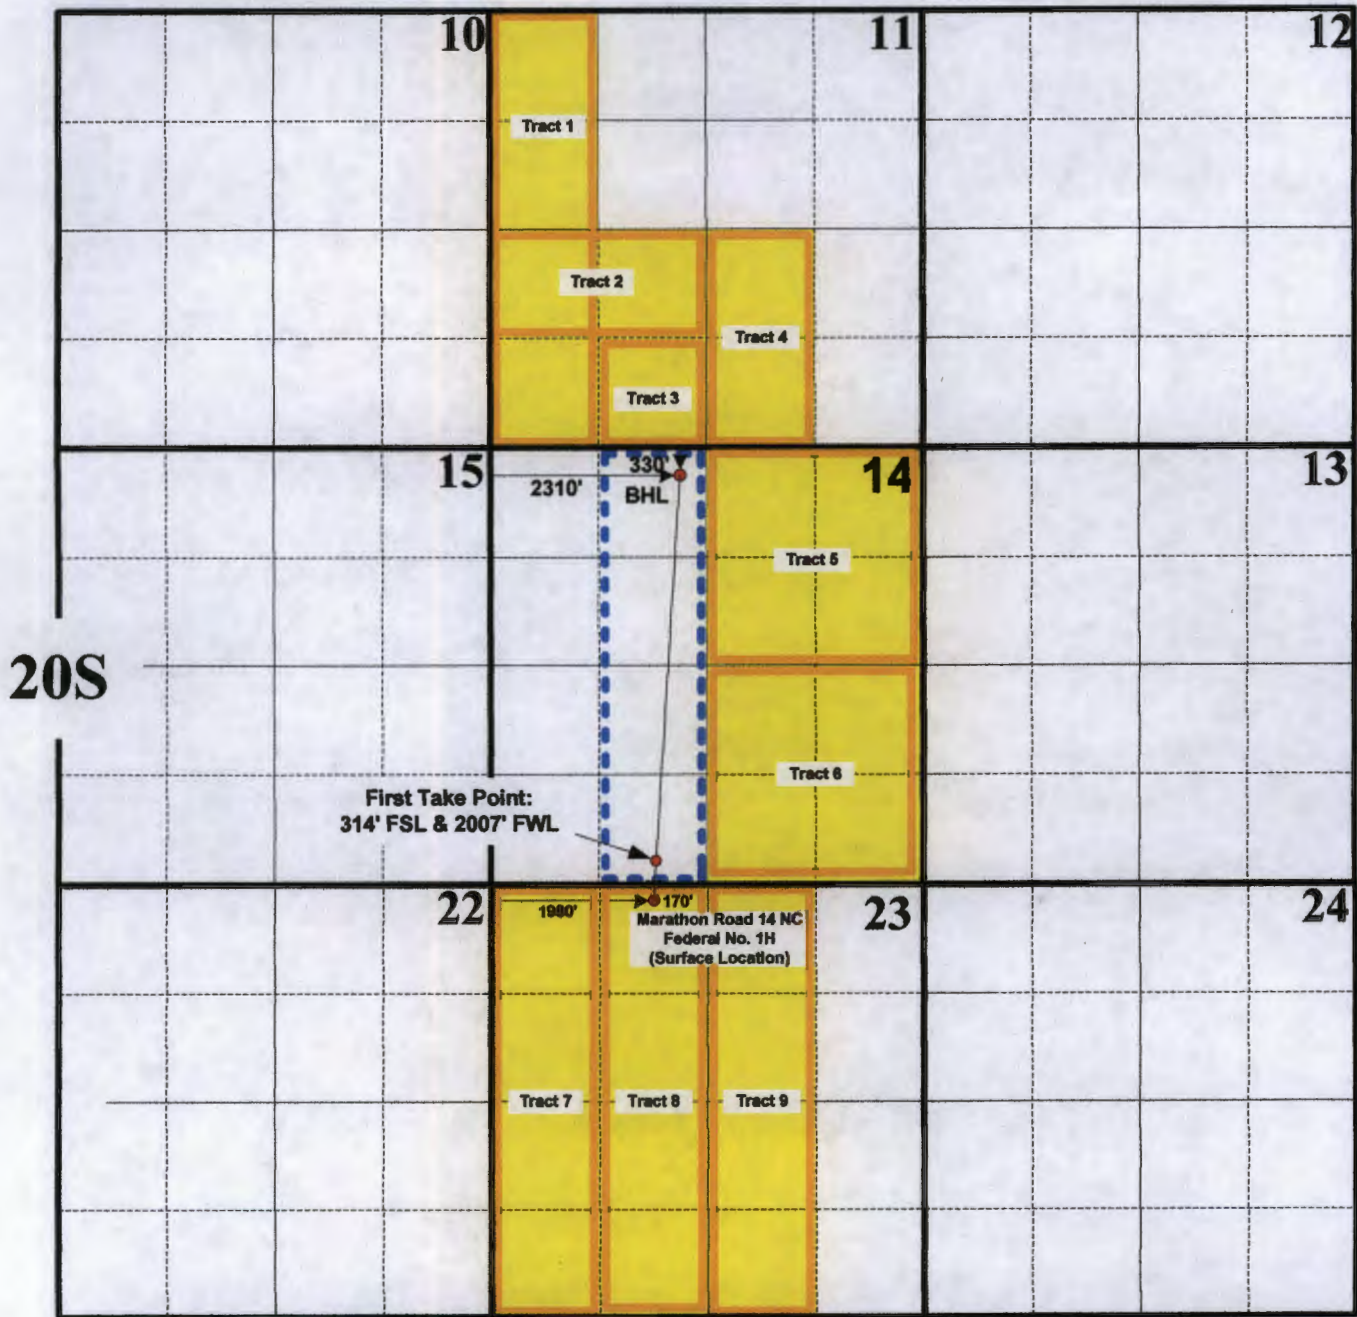 10
11
12
Tract 1
Tract 2
Tract 4
Tract 3
15
330'
14
13
2310'
BHL
Tract 5
20S
Tract 6
First Take Point:
314' FSL & 2007' FWL
22
1980'
170'
23
24
Marathon Road 14 NC
Federal No. 1H
(Surface Location)
Tract 7
Tract 8
Tract 9